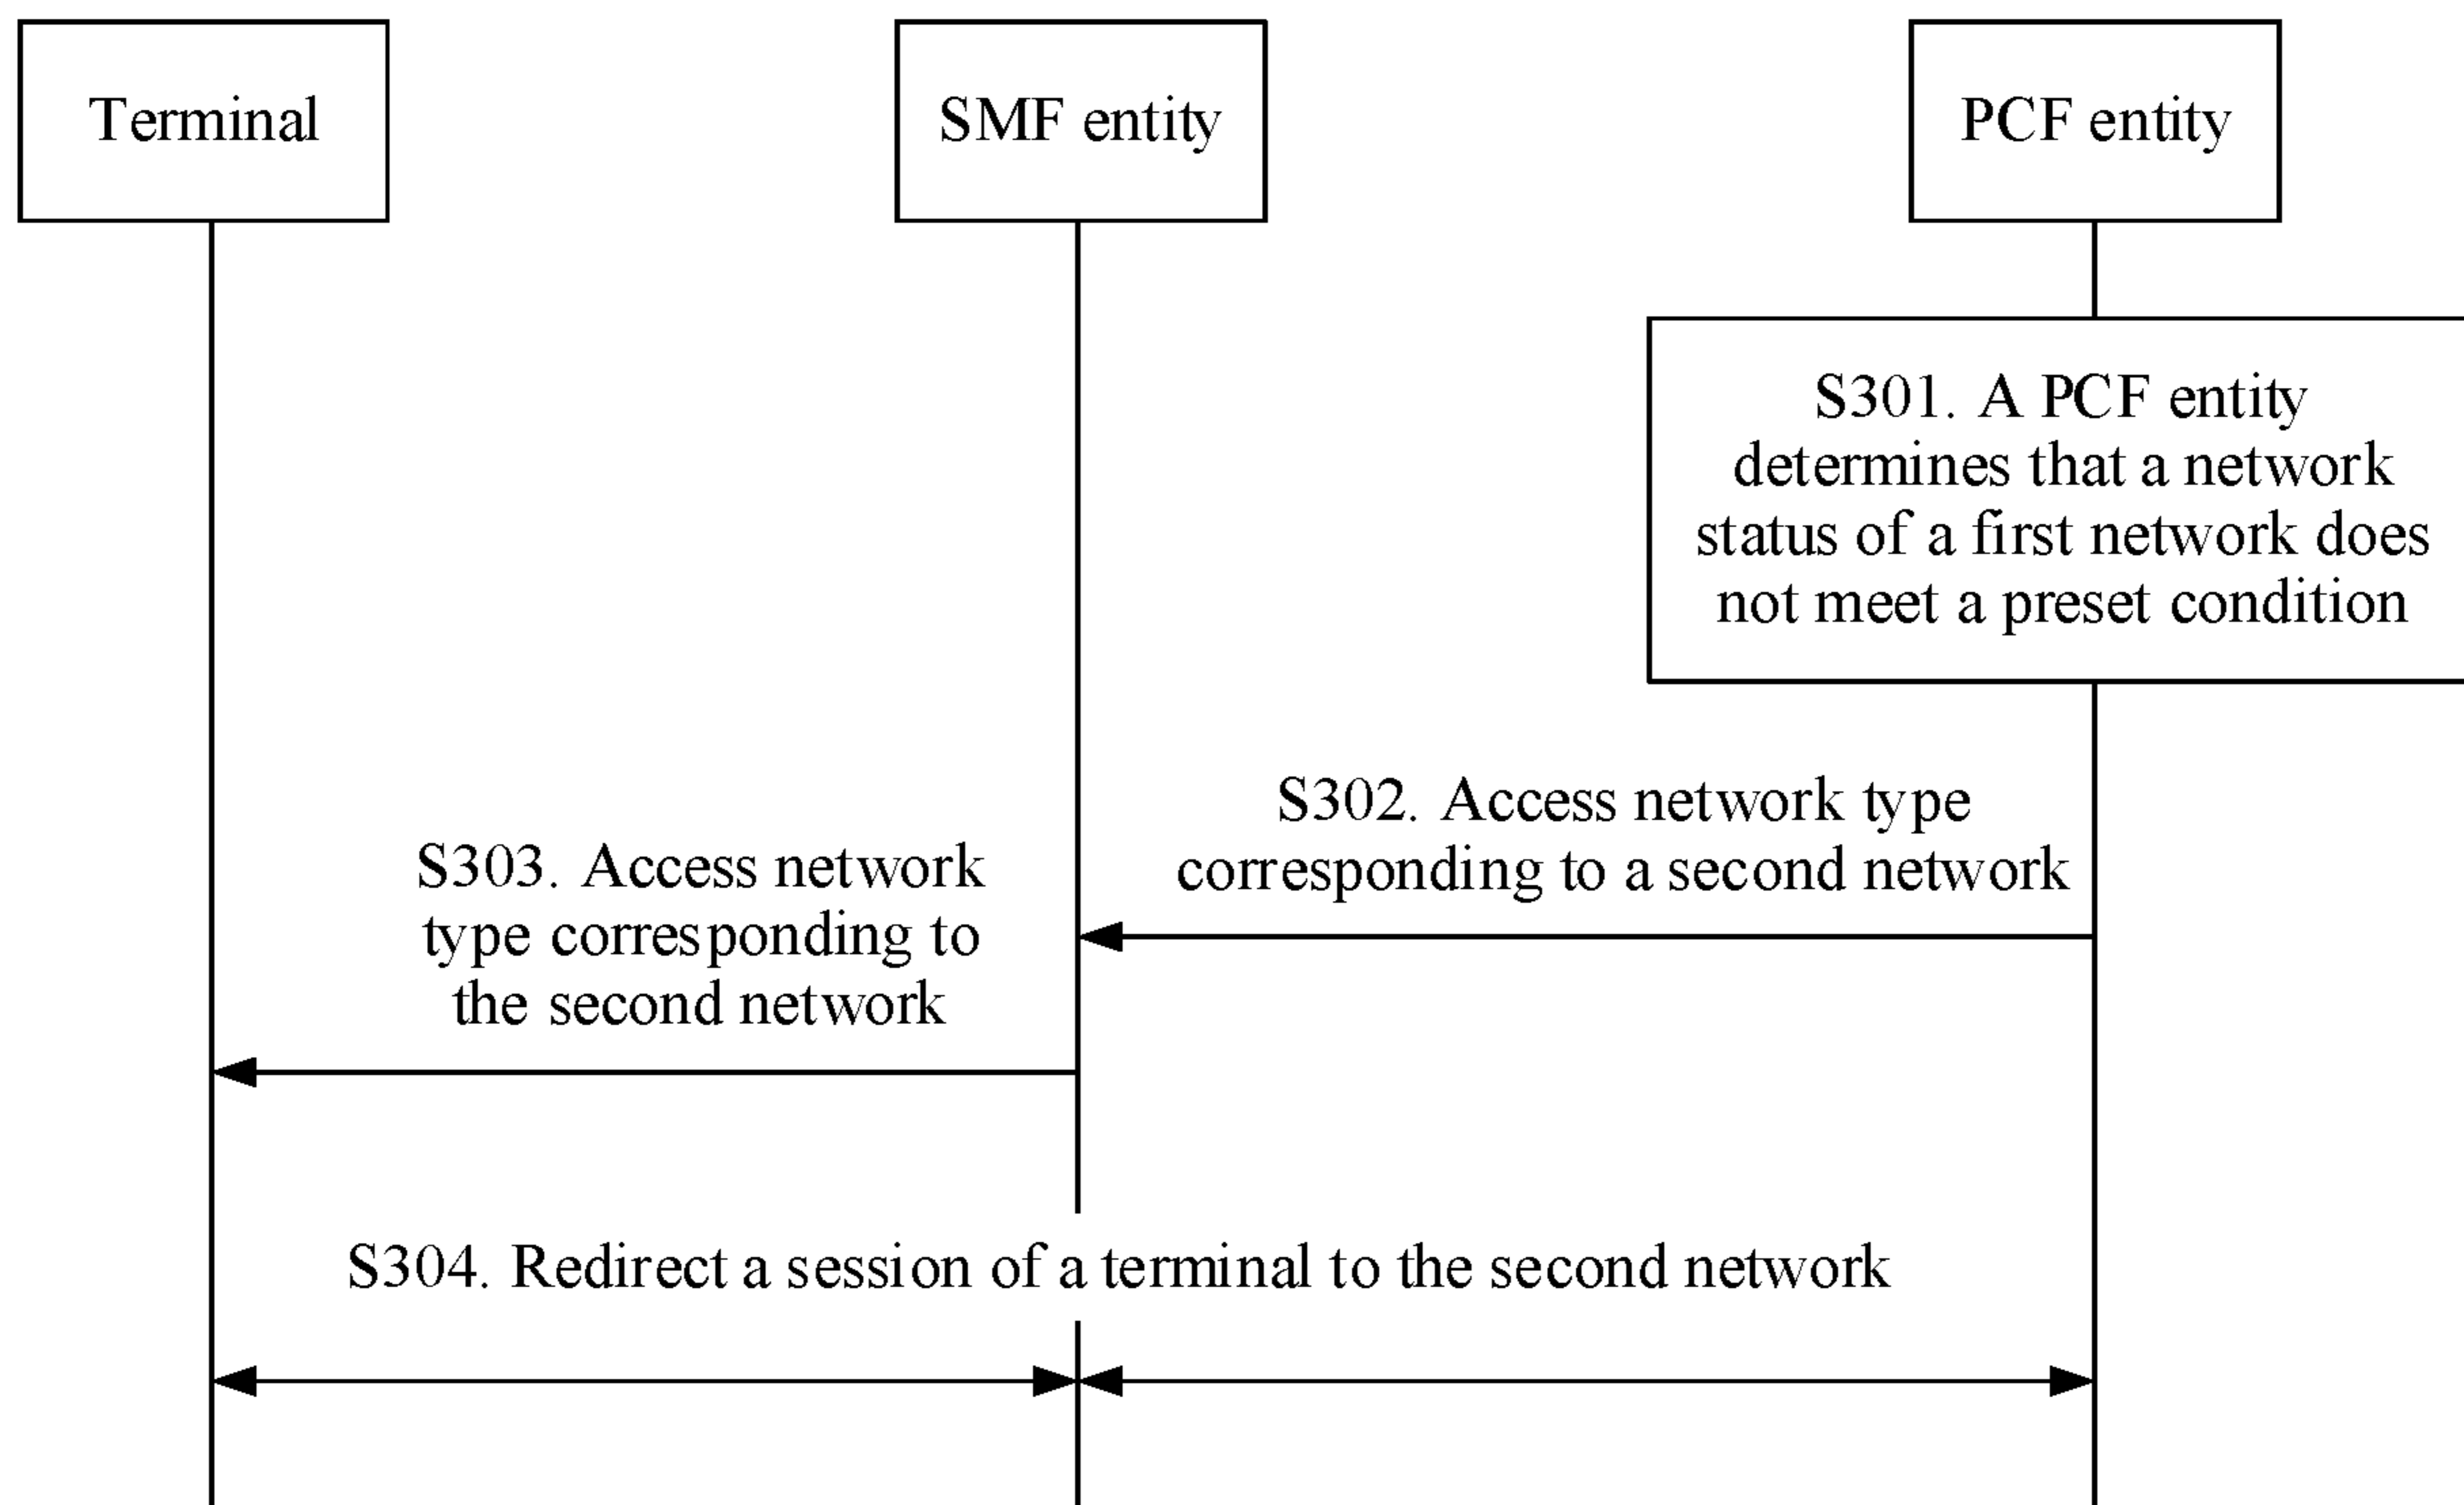 Terminal
SMF entity
PCF entity
S301. A PCF entity
determines that a network
status of a first network does
not meet a preset condition
S302. Access network type
corresponding to a second network
S303. Access network
type corresponding to
the second network
S304. Redirect a session of a terminal to the second network